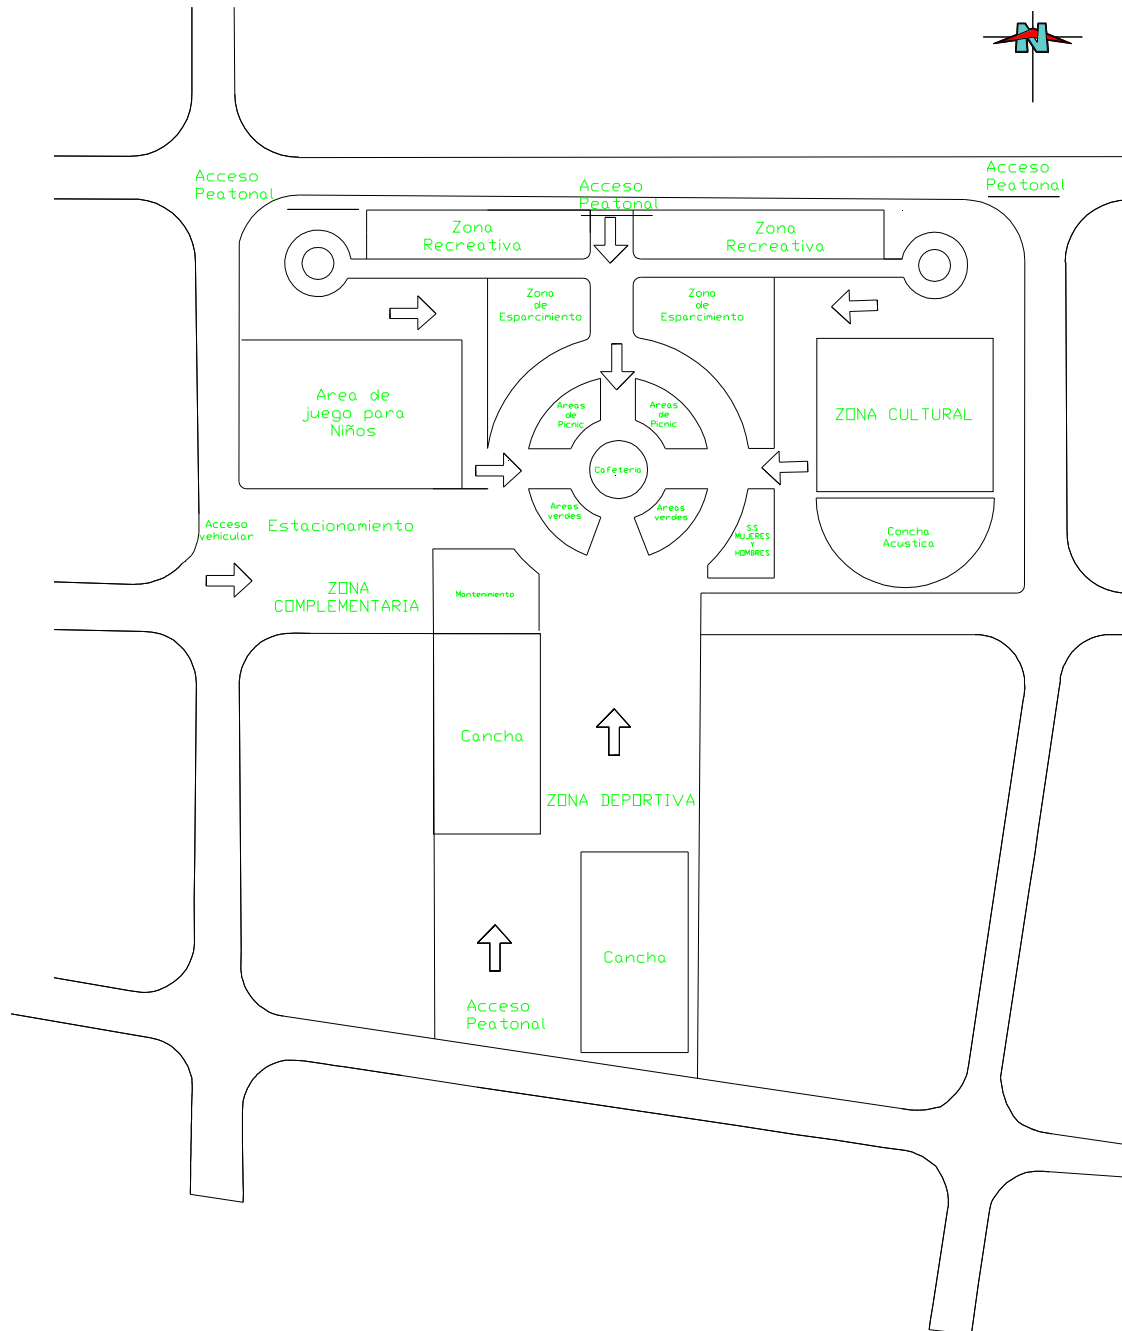 N
Acceso
Peatonal
Acceso
Peatonal
Acceso
Peatonal
Zona
Recreativa
Zona
Recreativa
Zona
de
Esparcimiento
Zona
de
Esparcimiento
Area de
juego para
Niños
Areas
de
Picnic
Areas
de
Picnic
ZONA CULTURAL
Cafeteria
Areas
verdes
Areas
verdes
Acceso
vehicular
Estacionamiento
S.S
MUJERES
Y
HOMBRES
Concha
Acustica
ZONA
COMPLEMENTARIA
Mantenimiento
Cancha
ZONA DEPORTIVA
Cancha
Acceso
Peatonal